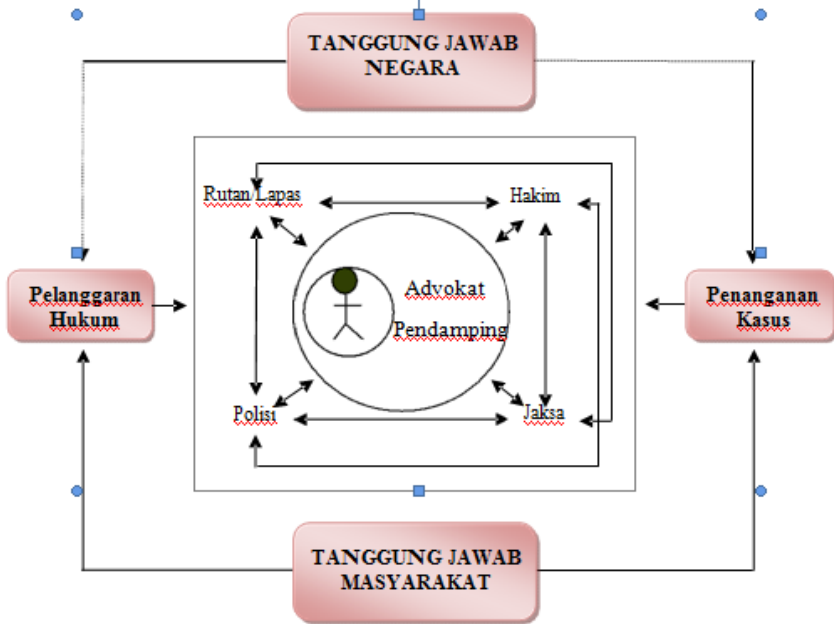 TANGGUNG JAWAB
NEGARA
Rutan/Lapas
Hakim
Pelanggaran
Hukum
Advokat
Pendamping
Penanganan
Kasus
Polisi
Jaksa
TANGGUNG JAWAB
MASYARAKAT